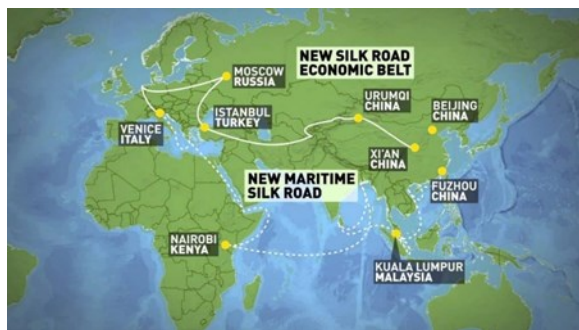 NEW SILK ROAD
ECONOMIC BELT
MOSCOW
RUSSIA
URUMQI
CHINA
BEIJING
CHINA
ISTANBUL
TURKEY
VENICE
ITALY
XI'AN
CHINA
NEW MARITIME
SILK ROAD
FUZHOU
CHINA
NAIROBI
KENYA
KUALA LUMPUR
MALAYSIA